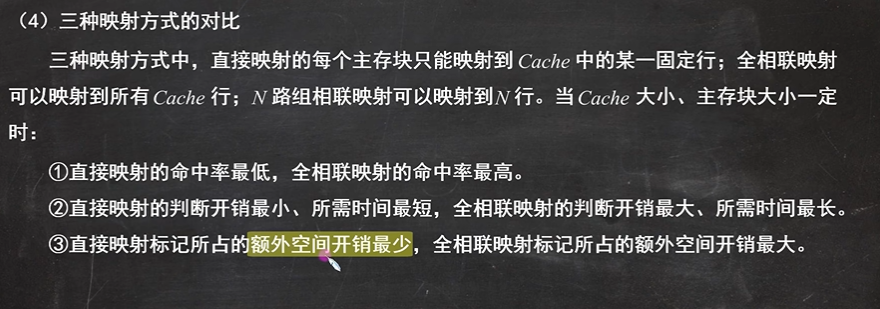 （4）三种映射方式的对比
三种映射方式中，直接映射的每个主存块只能映射到 Cache 中的某一固定行；全相联映射
可以映射到所有 Cache 行；N 路组相联映射可以映射到 N 行。当 Cache 大小、主存块大小一定
时：
①直接映射的命中率最低，全相联映射的命中率最高。
②直接映射的判断开销最小、所需时间最短，全相联映射的判断开销最大、所需时间最长。
③直接映射标记所占的额外空间开销最少，全相联映射标记所占的额外空间开销最大。